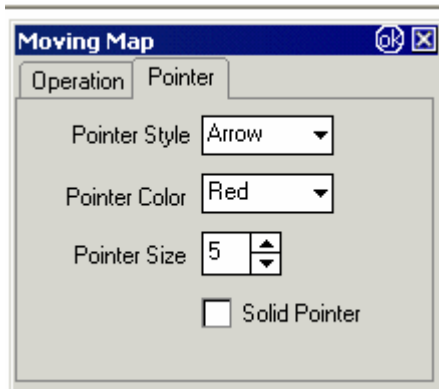 Moving Map ok
Operation Pointer
Pointer Style Arrow
Pointer Color Red
Pointer Size 5
Solid Pointer